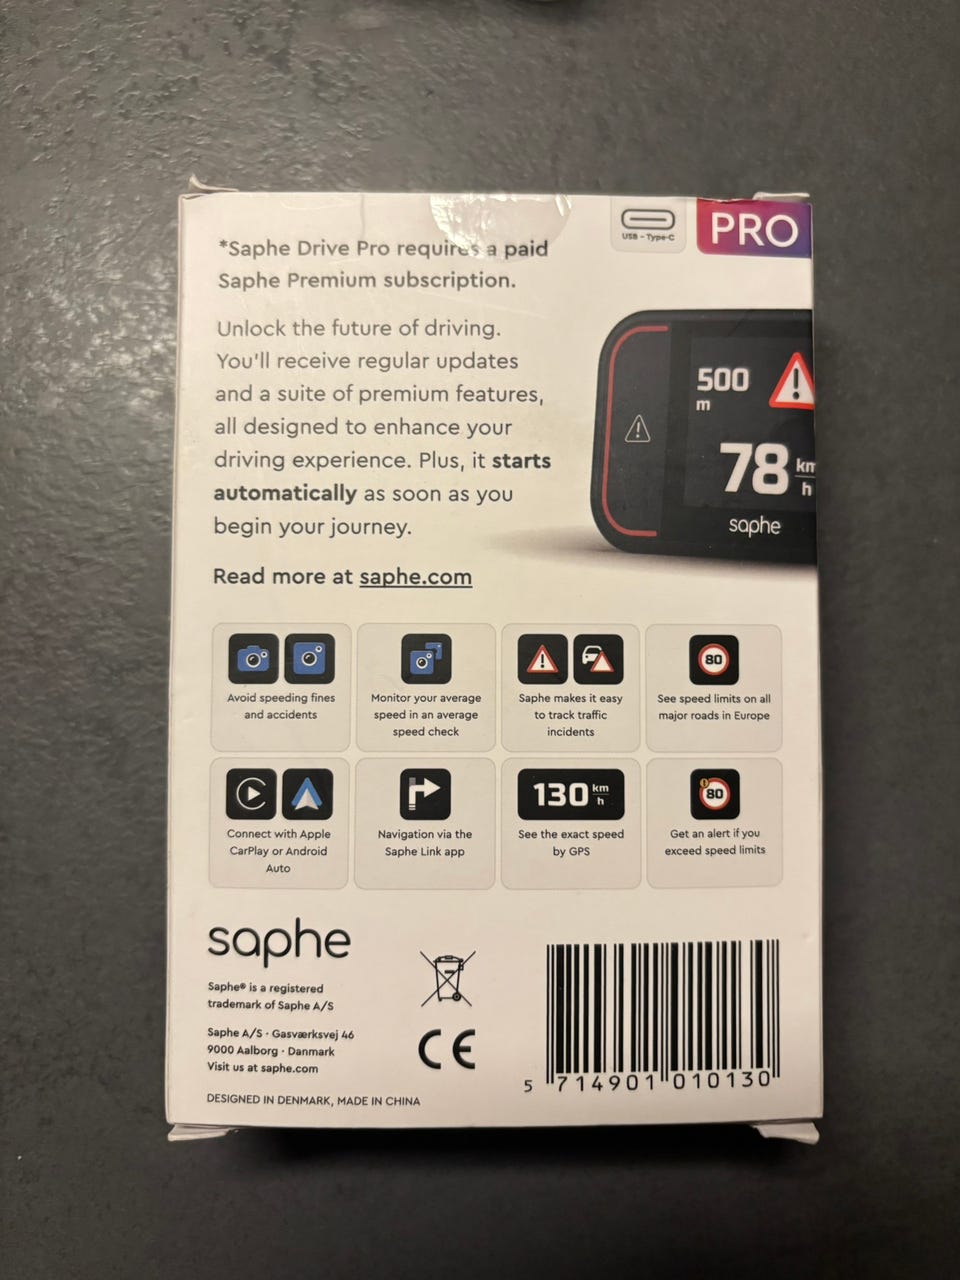 USB - Type-C
PRO
*Saphe Drive Pro requires a paid
Saphe Premium subscription.
Unlock the future of driving.
You'll receive regular updates
and a suite of premium features,
all designed to enhance your
driving experience. Plus, it starts
automatically as soon as you
begin your journey.
Read more at saphe.com
500
m
78 km
h
saphe
Avoid speeding fines
and accidents
Monitor your average
speed in an average
speed check
Saphe makes it easy
to track traffic
incidents
80
See speed limits on all
major roads in Europe
Connect with Apple
CarPlay or Android
Auto
Navigation via the
Saphe Link app
130 km
h
See the exact speed
by GPS
80
Get an alert if you
exceed speed limits
saphe
Saphe® is a registered
trademark of Saphe A/S
Saphe A/S · Gasværksvej 46
9000 Aalborg · Danmark
Visit us at saphe.com
DESIGNED IN DENMARK, MADE IN CHINA
CE
5 714901 010130